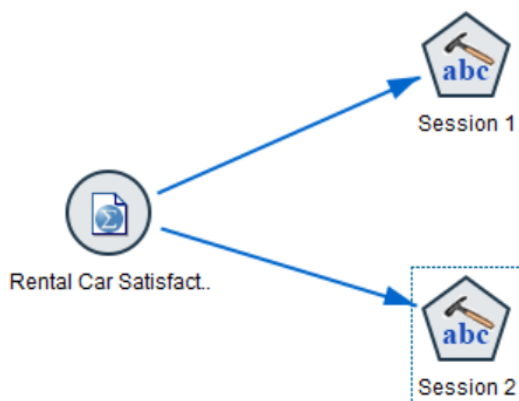 abc
Session 1
Rental Car Satisfact..
abc
Session 2